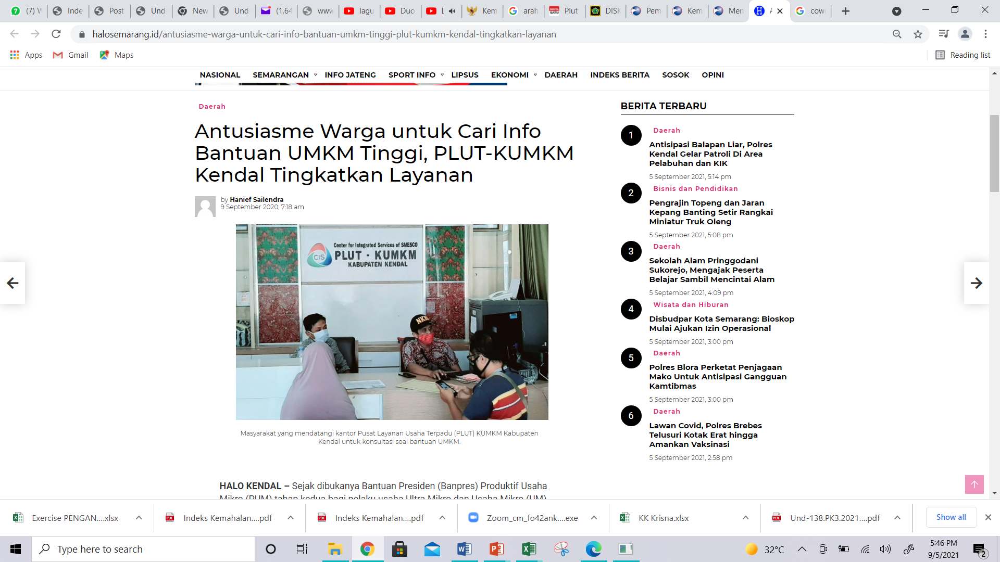 (7) W
Inde
Post
Und
New
Und
(1,64
www
lagu
Duo
L
Kem
arah
Plut
DISK
Pem
Kem
Men
A
cow
halosemarang.id/antusiasme-warga-untuk-cari-info-bantuan-umkm-tinggi-plut-kumkm-kendal-tingkatkan-layanan
Apps
Gmail
Maps
Reading list
NASIONAL SEMARANG INFO JATENG SPORT INFO LIPSUS EKONOMI DAERAH INDEKS BERITA SOSOK OPINI
Daerah
Antusiasme Warga untuk Cari Info
Bantuan UMKM Tinggi, PLUT-KUMKM
Kendal Tingkatkan Layanan
by Hanief Sailendra
9 September 2020, 7:18 am
Center for Integrated Services of SMESCO
CIS
PLUT - KUMKM
KABUPATEN KENDAL
Masyarakat yang mendatangi kantor Pusat Layanan Usaha Terpadu (PLUT) KUMKM Kabupaten
Kendal untuk konsultasi soal bantuan UMKM.
HALO KENDAL – Sejak dibukanya Bantuan Presiden (Banpres) Produktif Usaha
Mikro (PUM) tahap kedua bagi pelaku usaha Ultra Mikro dan Usaha Mikro (UM)
BERITA TERBARU
1
Daerah
Antisipasi Balapan Liar, Polres
Kendal Gelar Patroli Di Area
Pelabuhan dan KIK
5 September 2021, 5:14 pm
2
Bisnis dan Pendidikan
Pengrajin Topeng dan Jaran
Kepang Banting Setir Rangkai
Miniatur Truk Oleng
5 September 2021, 5:08 pm
3
Daerah
Sekolah Alam Pringgodani
Sukorejo, Mengajak Peserta
Belajar Sambil Mencintai Alam
5 September 2021, 4:09 pm
4
Wisata dan Hiburan
Disbudpar Kota Semarang: Bioskop
Mulai Ajukan Izin Operasional
5 September 2021, 3:00 pm
5
Daerah
Polres Blora Perketat Penjagaan
Mako Untuk Antisipasi Gangguan
Kamtibmas
5 September 2021, 3:00 pm
6
Daerah
Lawan Covid, Polres Brebes
Telusuri Kotak Erat hingga
Amankan Vaksinasi
5 September 2021, 2:58 pm
Exercise PENGAN....xlsx
Indeks Kemahalan....pdf
Indeks Kemahalan....pdf
Zoom_cm_fo42ank....exe
KK Krisna.xlsx
Und-138.PK3.2021....pdf
Show all
Type here to search
32°C
5:46 PM
9/5/2021
2